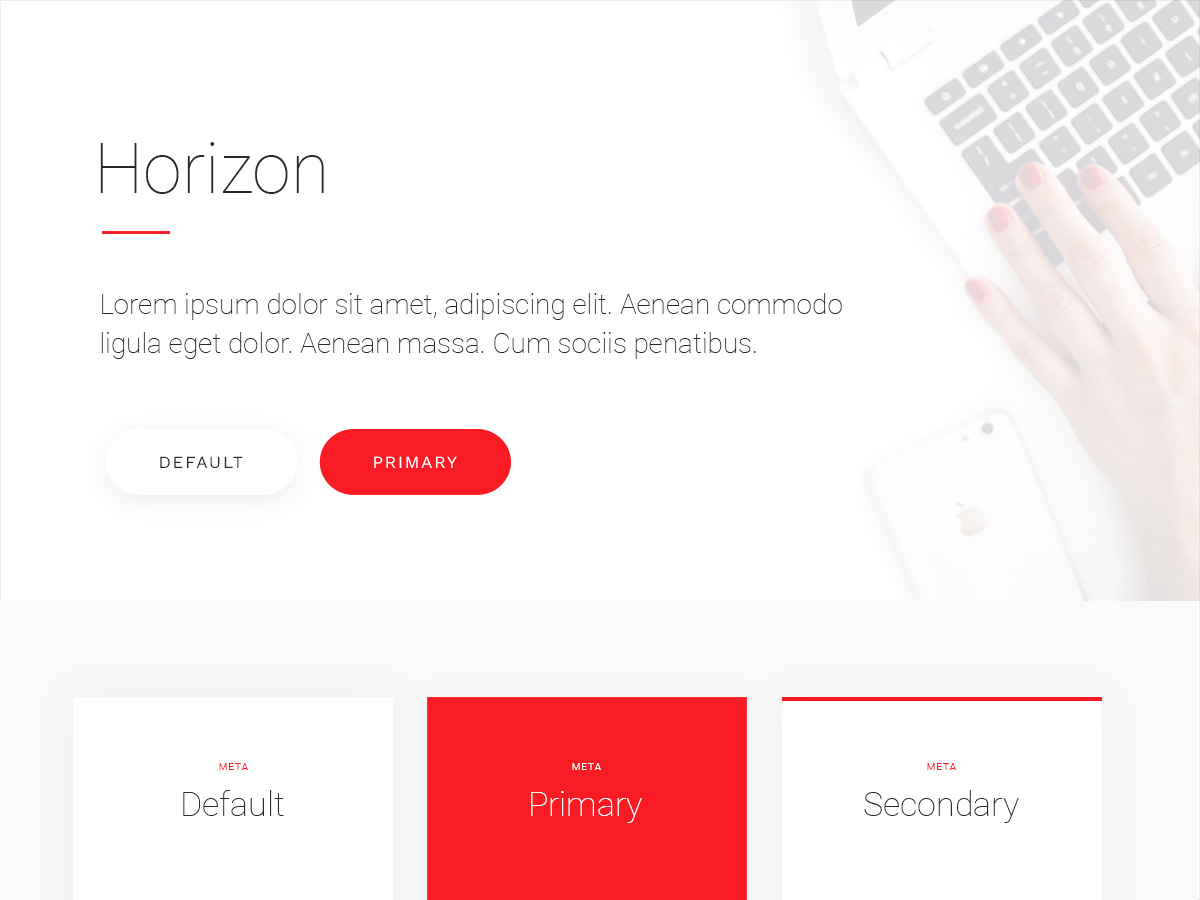 Horizon
Lorem ipsum dolor sit amet, adipiscing elit. Aenean commodo
ligula eget dolor. Aenean massa. Cum sociis penatibus.
DEFAULT PRIMARY
META META META
Default Primary Secondary